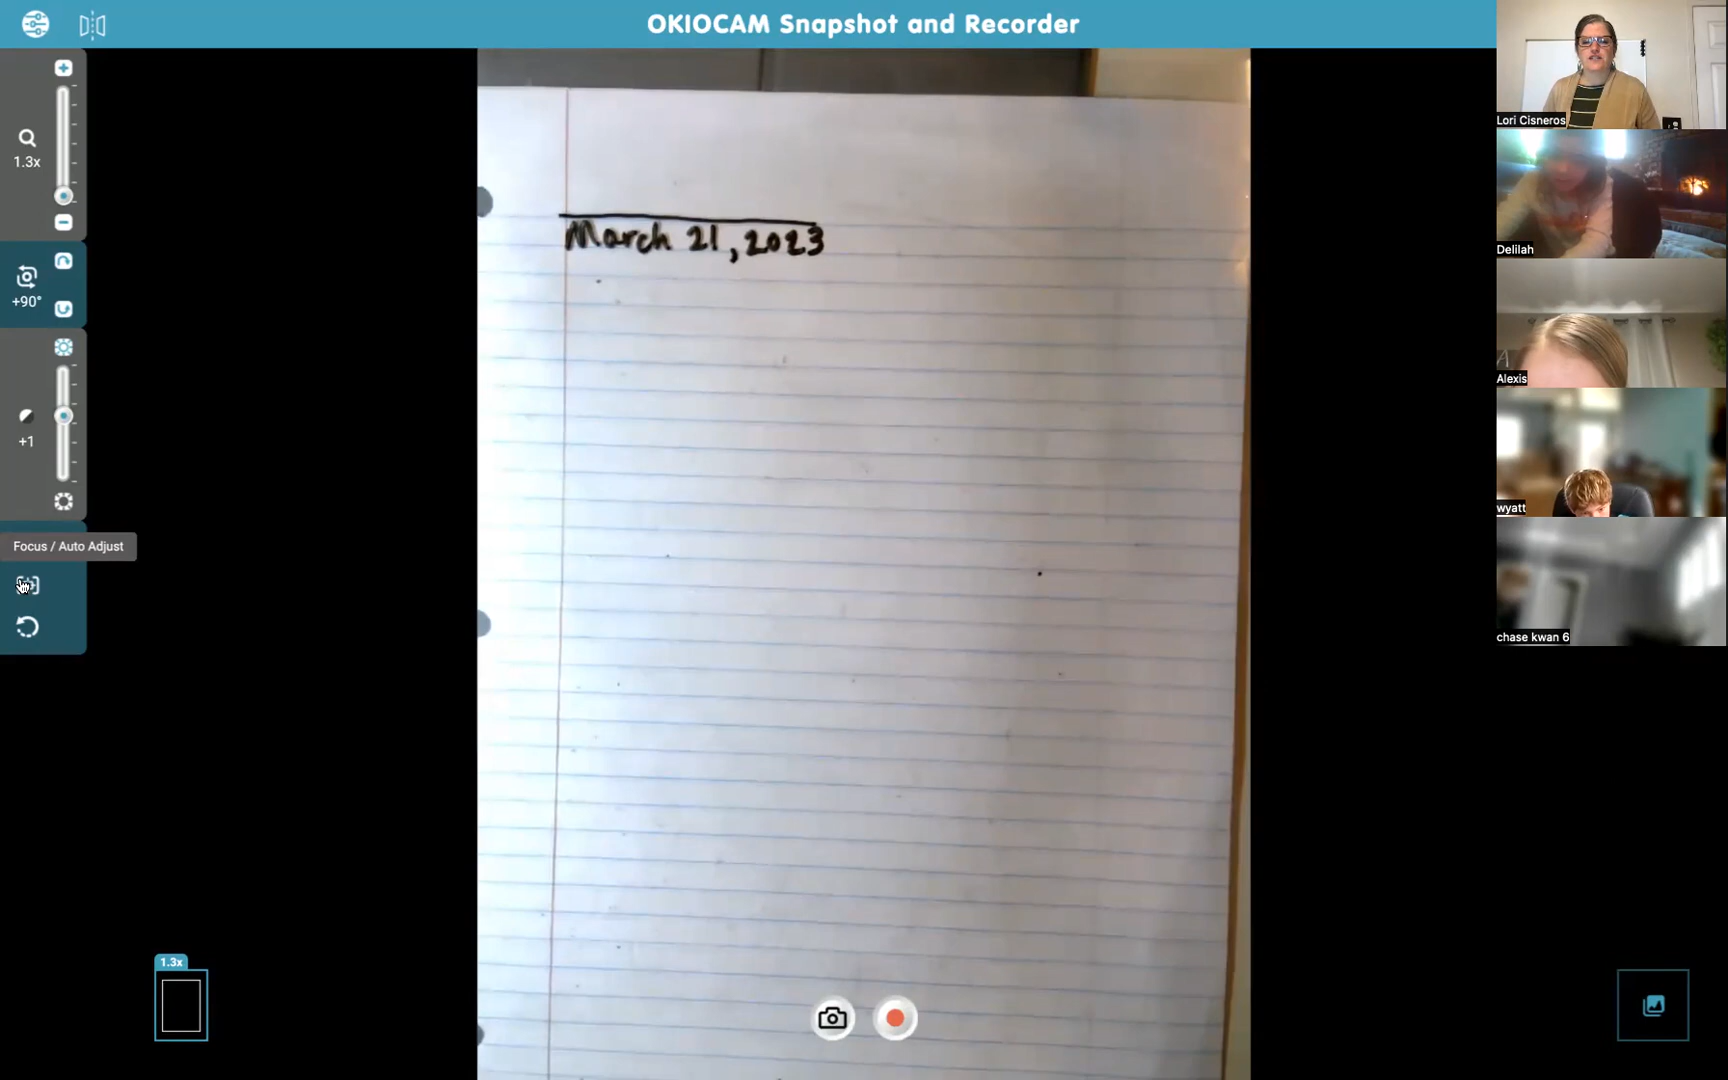 OKIOCAM Snapshot and Recorder
1.3x
+90°
+1
Focus / Auto Adjust
1.3x
March 21, 2023
Lori Cisneros
Delilah
A
Alexis
wyatt
chase kwan 6